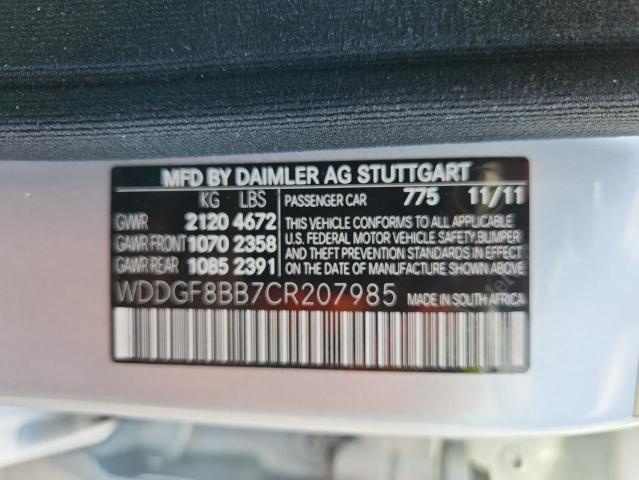 MFD BY DAIMLER AG STUTTGART
KG LBS
GWR 2120 4672
GAWR FRONT 1070 2358
GAWR REAR 1085 2391
PASSENGER CAR 775 11/11
THIS VEHICLE CONFORMS TO ALL APPLICABLE
U.S. FEDERAL MOTOR VEHICLE SAFETY, BUMPER
AND THEFT PREVENTION STANDARDS IN EFFECT
ON THE DATE OF MANUFACTURE SHOWN ABOVE.
WDDGF8BB7CR207985 MADE IN SOUTH AFRICA